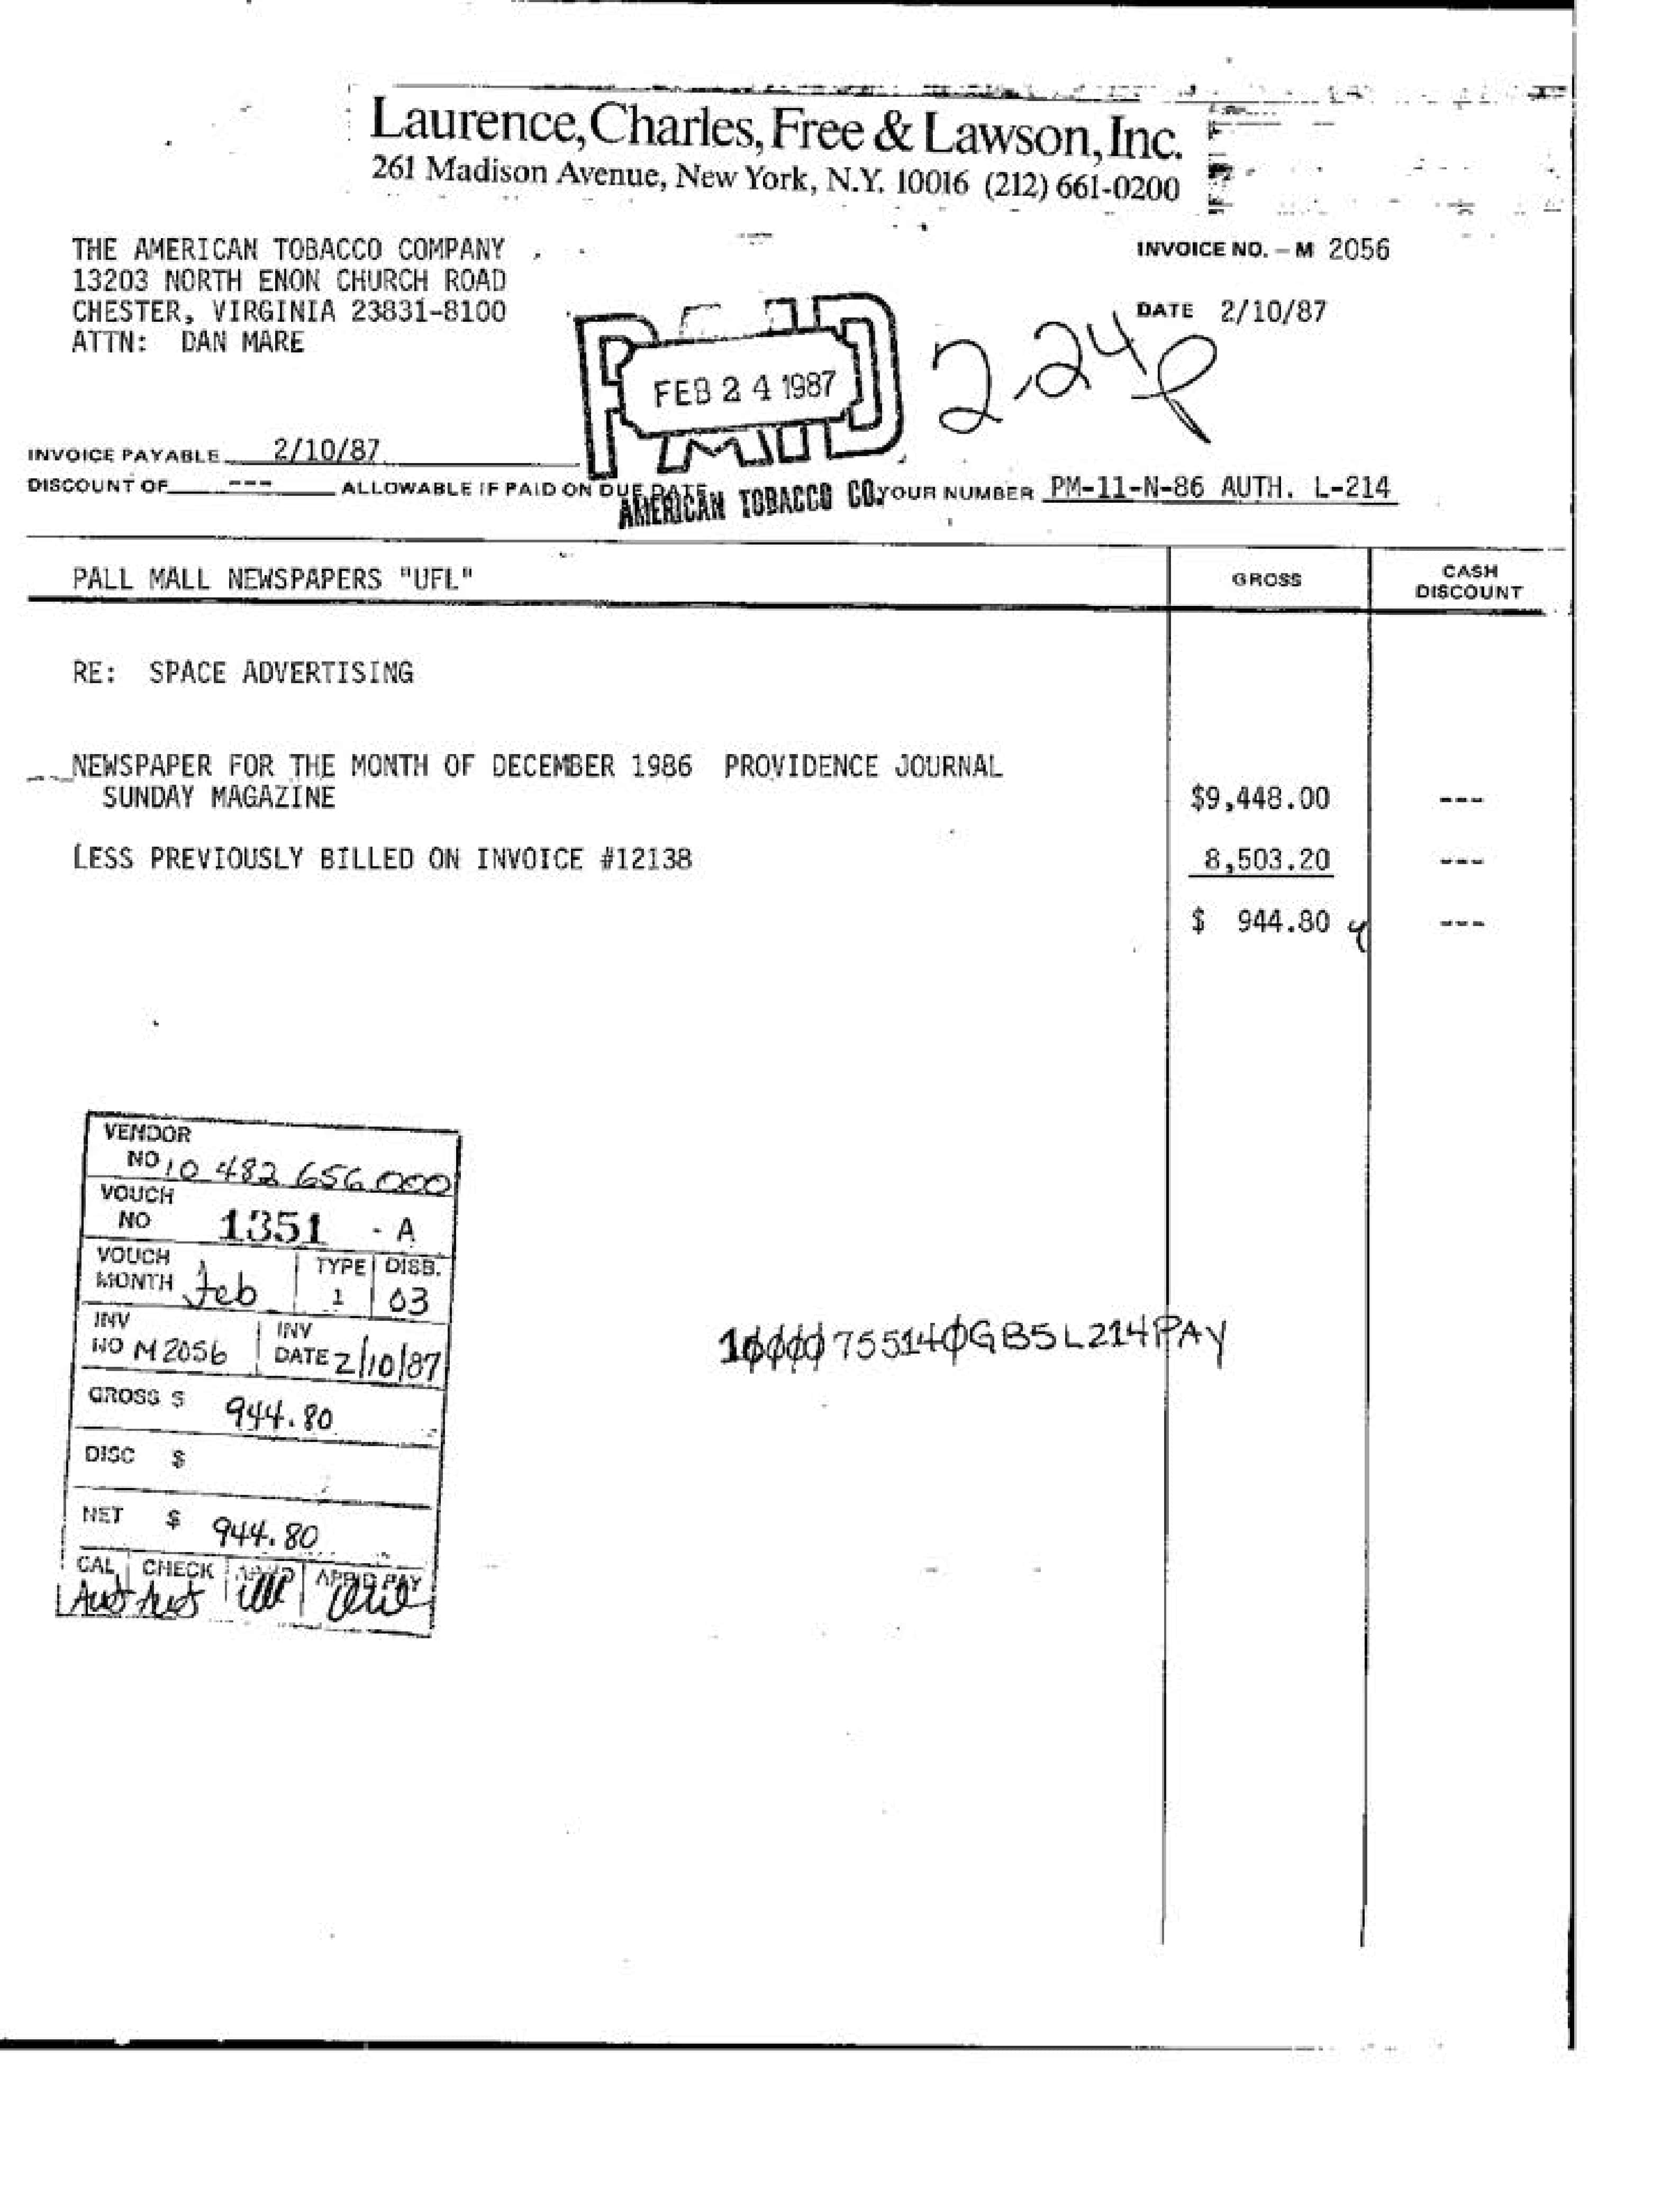 Laurence, Charles, Free & Lawson, Inc.
261 Madison Avenue, New York, N.Y. 10016 (212) 661-0200
THE AMERICAN TOBACCO COMPANY
13203 NORTH ENON CHURCH ROAD
CHESTER, VIRGINIA 23831-8100
ATTN: DAN MARE
INVOICE NO. - M 2056
DATE 2/10/87
PAID
FEB 24 1987
AMERICAN TOBACCO CO.
2.24
INVOICE PAYABLE 2/10/87
DISCOUNT OF --- ALLOWABLE IF PAID ON DUE DATE
YOUR NUMBER PM-11-N-86 AUTH. L-214
PALL MALL NEWSPAPERS "UFL" GROSS CASH DISCOUNT
RE: SPACE ADVERTISING
NEWSPAPER FOR THE MONTH OF DECEMBER 1986 PROVIDENCE JOURNAL
SUNDAY MAGAZINE $9,448.00 ---
LESS PREVIOUSLY BILLED ON INVOICE #12138 8,503.20 ---
$ 944.80 ---
VENDOR
NO 10 482 656 000
VOUCH
NO 1351 - A
VOUCH MONTH Feb TYPE 1 DISB. 03
INV NO M2056 INV DATE 2/10/87
GROSS $ 944.80
DISC $
NET $ 944.80
CAL CHECK APP'D PAY
10000755140GB5L214PAY